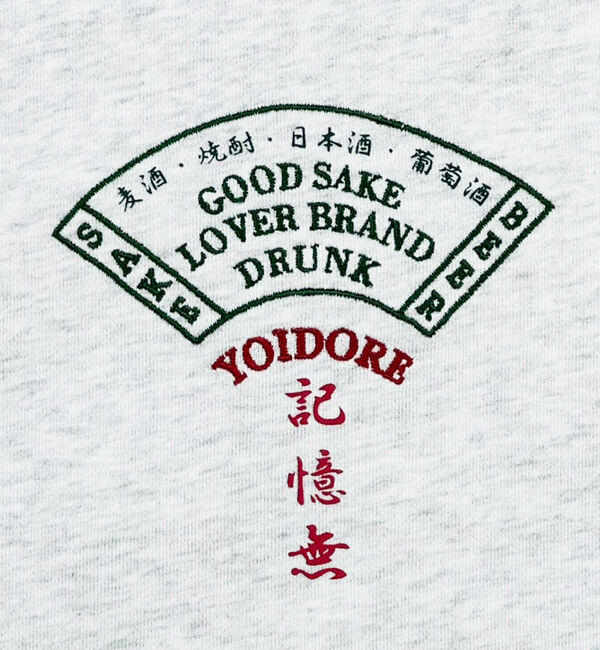 麦酒・焼酎・日本酒・葡萄酒
GOOD SAKE
LOVER BRAND
DRUNK
SAKE
BEER
YOIDORE
記
憶
無